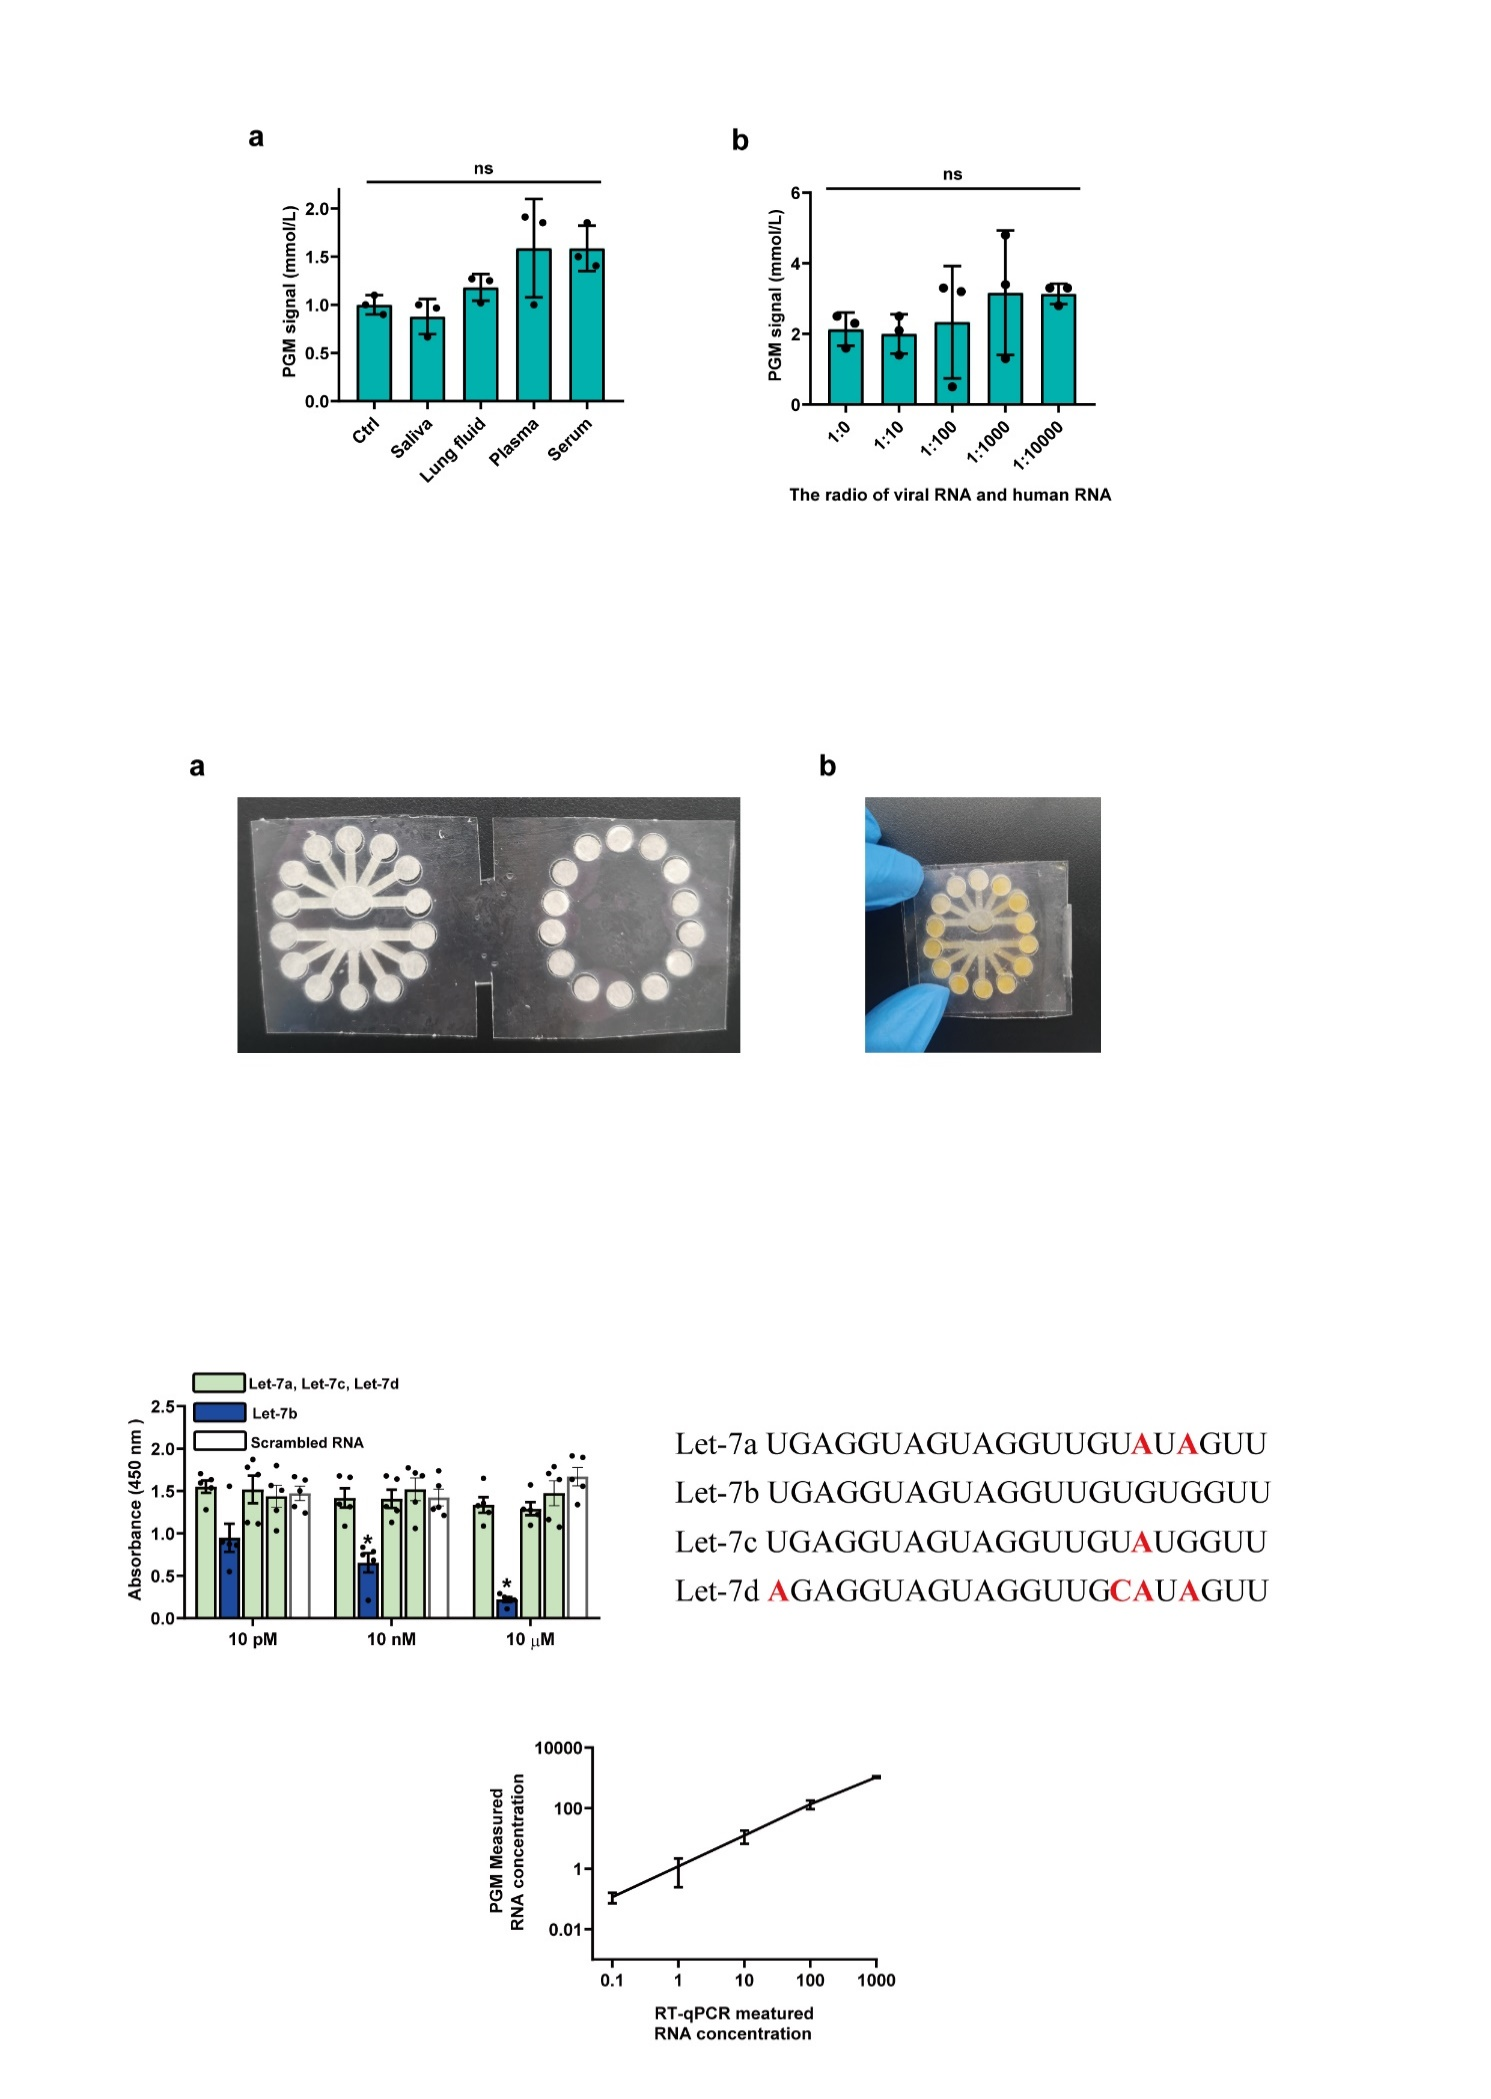 a
b
ns
2.0
1.5
1.0
0.5
0.0
PGM signal (mmol/L)
Ctrl
Saliva
Lung fluid
Plasma
Serum
ns
6
4
2
0
PGM signal (mmol/L)
1:0
1:10
1:100
1:1000
1:10000
The radio of viral RNA and human RNA
a
b
Let-7a, Let-7c, Let-7d
Let-7b
Scrambled RNA
2.5
2.0
1.5
1.0
0.5
0.0
Absorbance (450 nm )
*
*
10 pM
10 nM
10 μM
Let-7a UGAGGUAGUAGGUUGUAUAGUU
Let-7b UGAGGUAGUAGGUUGUGUGGUU
Let-7c UGAGGUAGUAGGUUGUAUGGUU
Let-7d AGAGGUAGUAGGUUGCAUAGUU
10000
100
1
0.01
PGM Measured
RNA concentration
0.1
1
10
100
1000
RT-qPCR meatured
RNA concentration